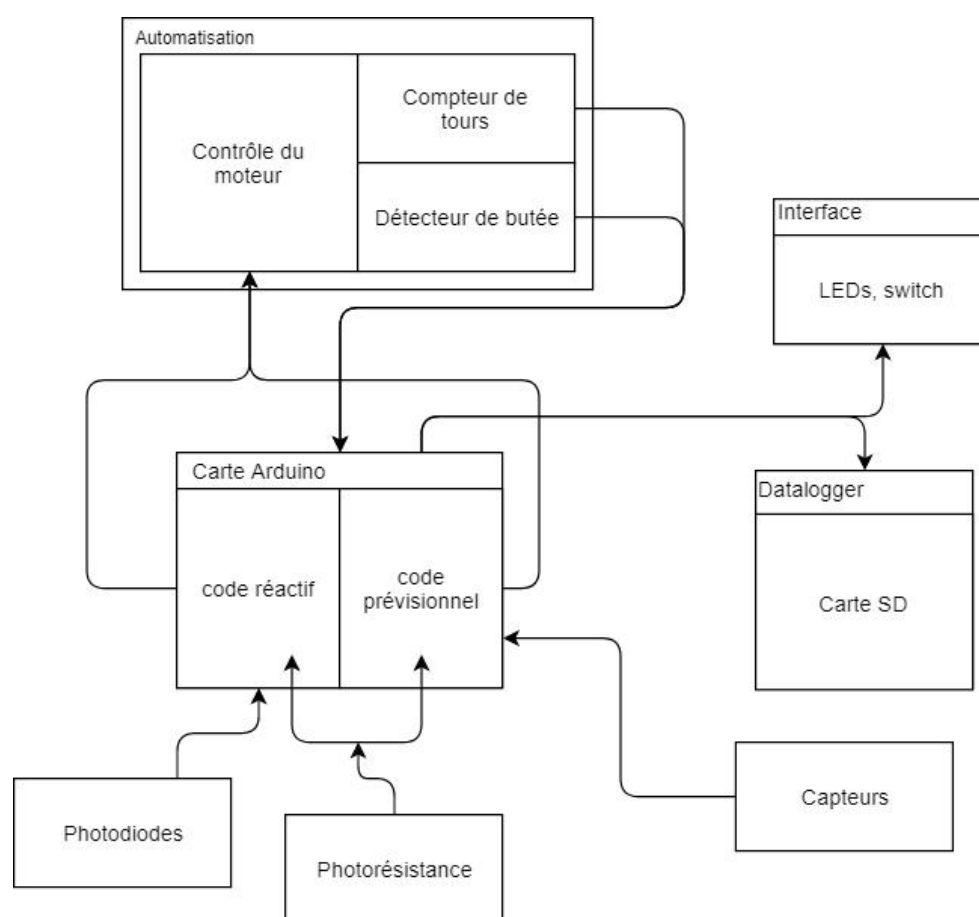 Automatisation
Contrôle du
moteur
Compteur de
tours
Détecteur de butée
Interface
LEDs, switch
Carte Arduino
code réactif
code
prévisionnel
Datalogger
Carte SD
Photodiodes
Photorésistance
Capteurs